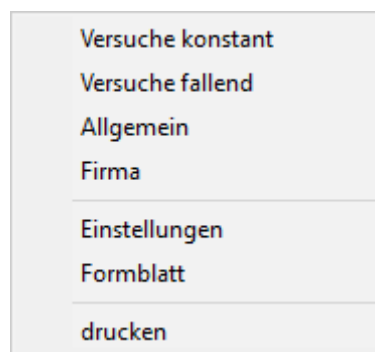 Versuche konstant
Versuche fallend
Allgemein
Firma
Einstellungen
Formblatt
drucken